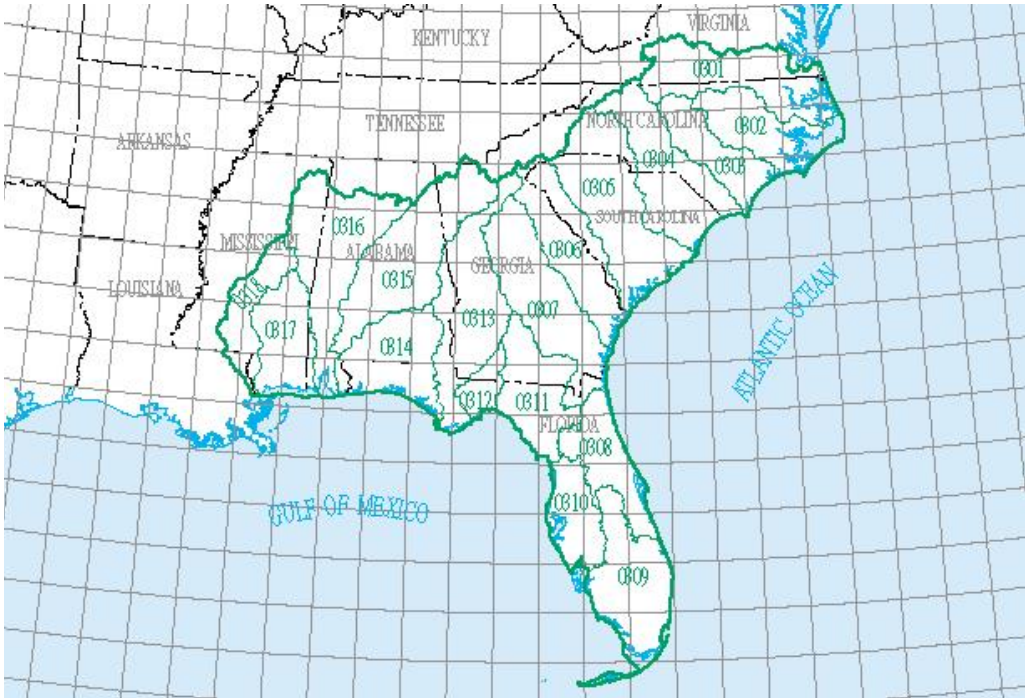 VIRGINIA
KENTUCKY
0301
TENNESSEE
NORTH CAROLINA
0302
ARKANSAS
0304
0303
0305
SOUTH CAROLINA
0316
MISSISSIPPI
ALABAMA
0306
GEORGIA
0315
LOUISIANA
0318
0307
0313
0317
0314
ATLANTIC OCEAN
0312
0311
FLORIDA
0308
0310
GULF OF MEXICO
0309